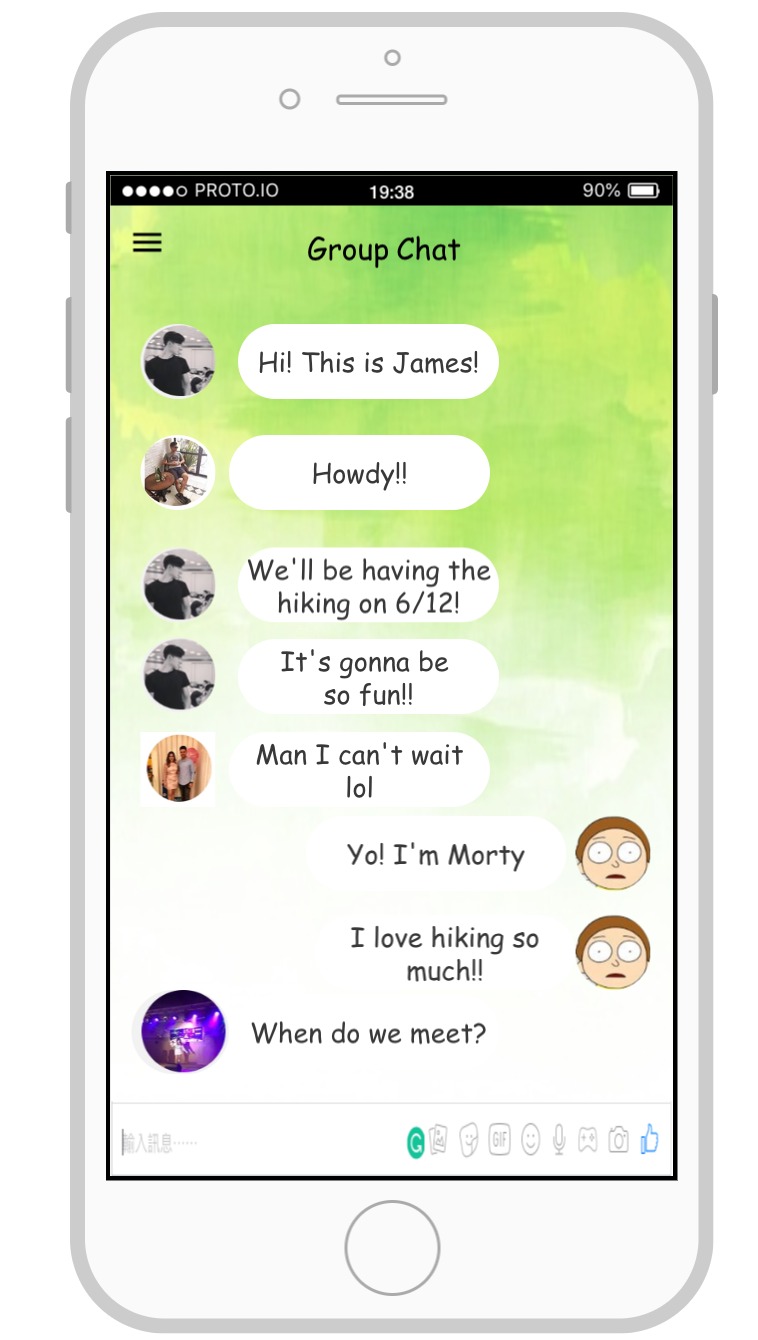 PROTO.IO 19:38 90%
Group Chat
Hi! This is James!
Howdy!!
We'll be having the
hiking on 6/12!
It's gonna be
so fun!!
Man I can't wait
lol
Yo! I'm Morty
I love hiking so
much!!
When do we meet?
輸入訊息······ G GIF